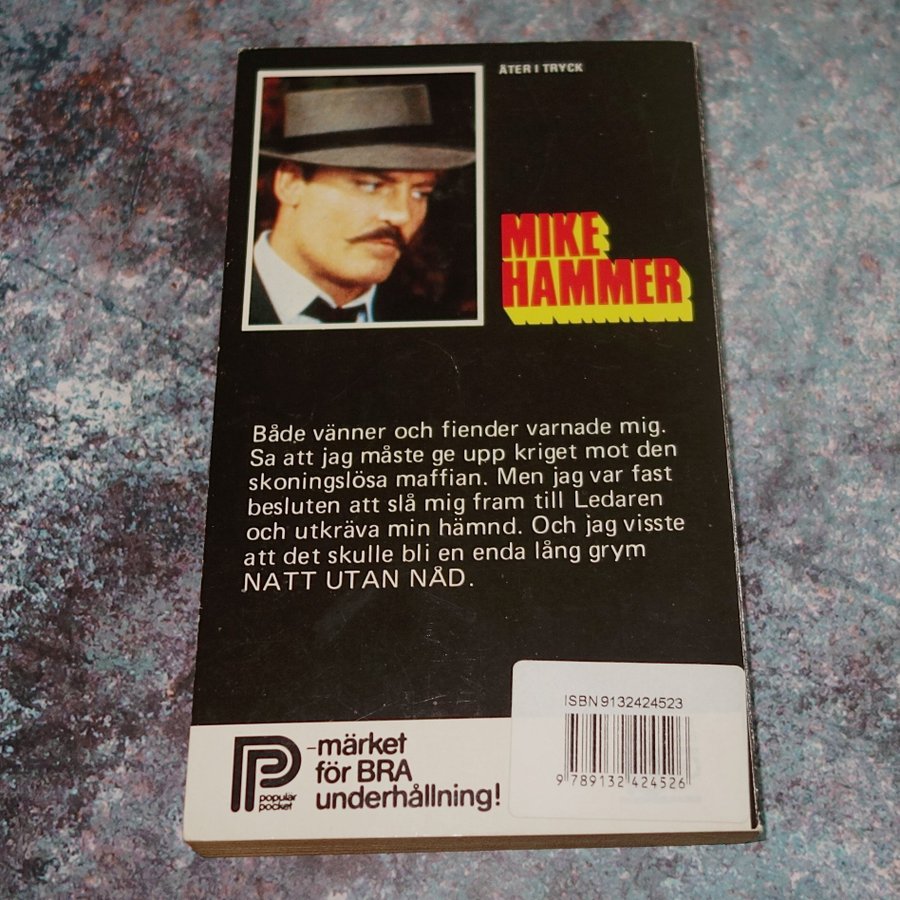 ÅTER I TRYCK
MIKE
HAMMER
Både vänner och fiender varnade mig.
Sa att jag måste ge upp kriget mot den
skoningslösa maffian. Men jag var fast
besluten att slå mig fram till Ledaren
och utkräva min hämnd. Och jag visste
att det skulle bli en enda lång grym
NATT UTAN NÅD.
ISBN 9132424523
9 789132 424526
populär
pocket
-märket
för BRA
underhållning!